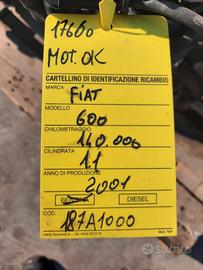 17660
MOT. OK
CARTELLINO DI IDENTIFICAZIONE RICAMBIO
MARCA
FIAT
MODELLO
600
CHILOMETRAGGIO
140.000
CILINDRATA
1.1
ANNO DI PRODUZIONE
2001
BENZINA DIESEL
COD.
187A1000
subito